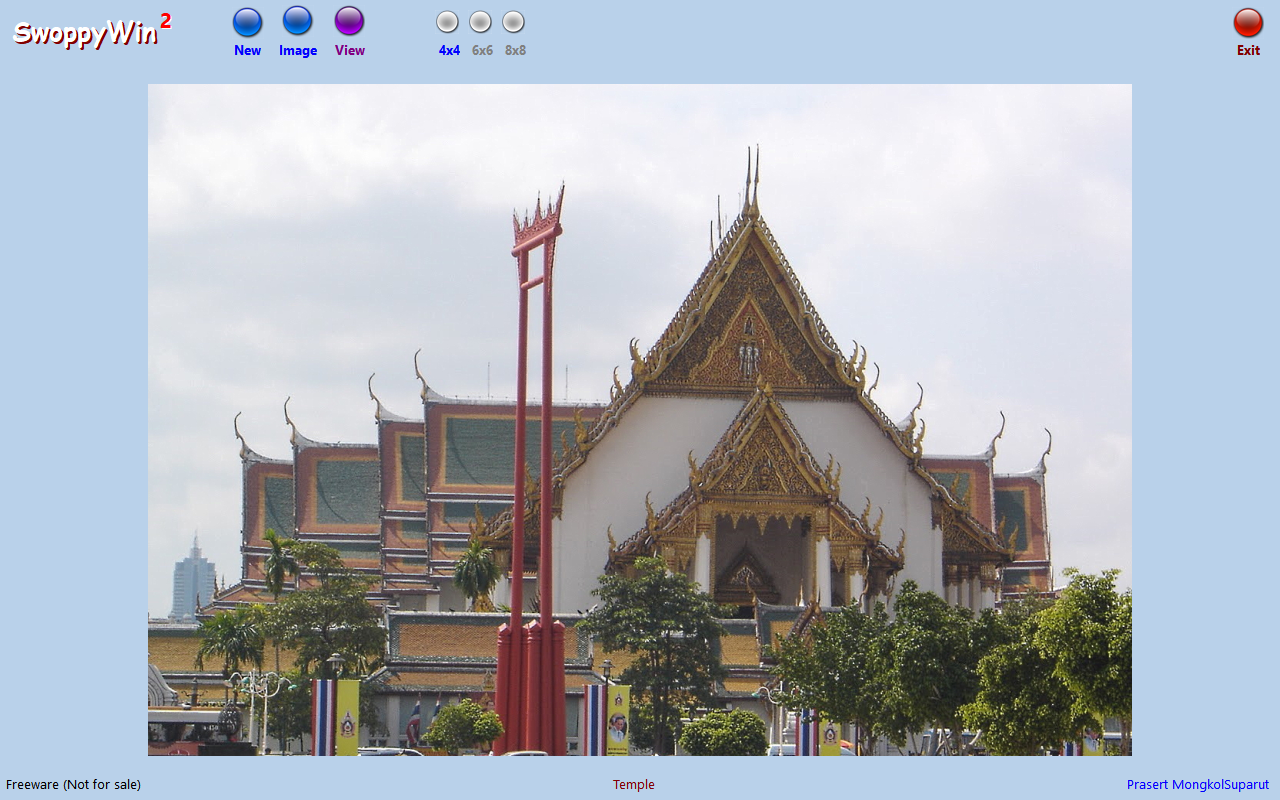 SwoppyWin 2
New Image View 4x4 6x6 8x8 Exit
Freeware (Not for sale) Temple Prasert MongkolSuparut